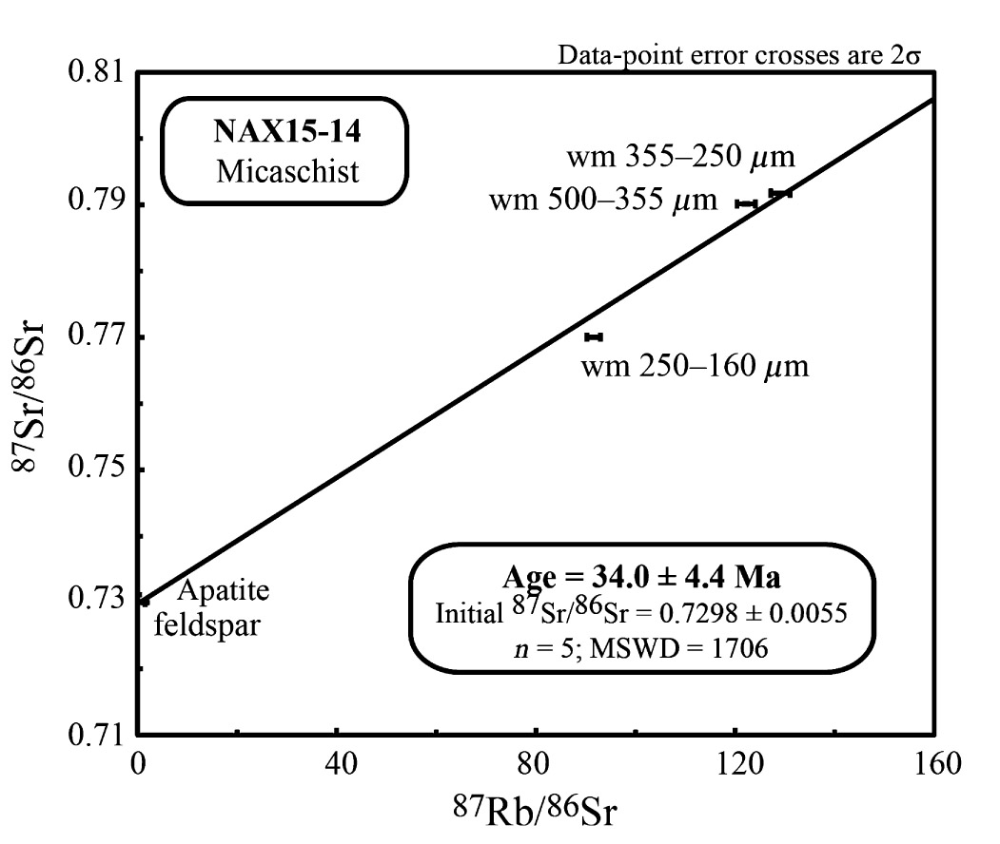 Data-point error crosses are 2σ
0.81
NAX15-14
Micaschist
wm 355–250 µm
wm 500–355 µm
0.79
0.77
wm 250–160 µm
87Sr/86Sr
0.75
0.73
Apatite
feldspar
Age = 34.0 ± 4.4 Ma
Initial 87Sr/86Sr = 0.7298 ± 0.0055
n = 5; MSWD = 1706
0.71
0 40 80 120 160
87Rb/86Sr